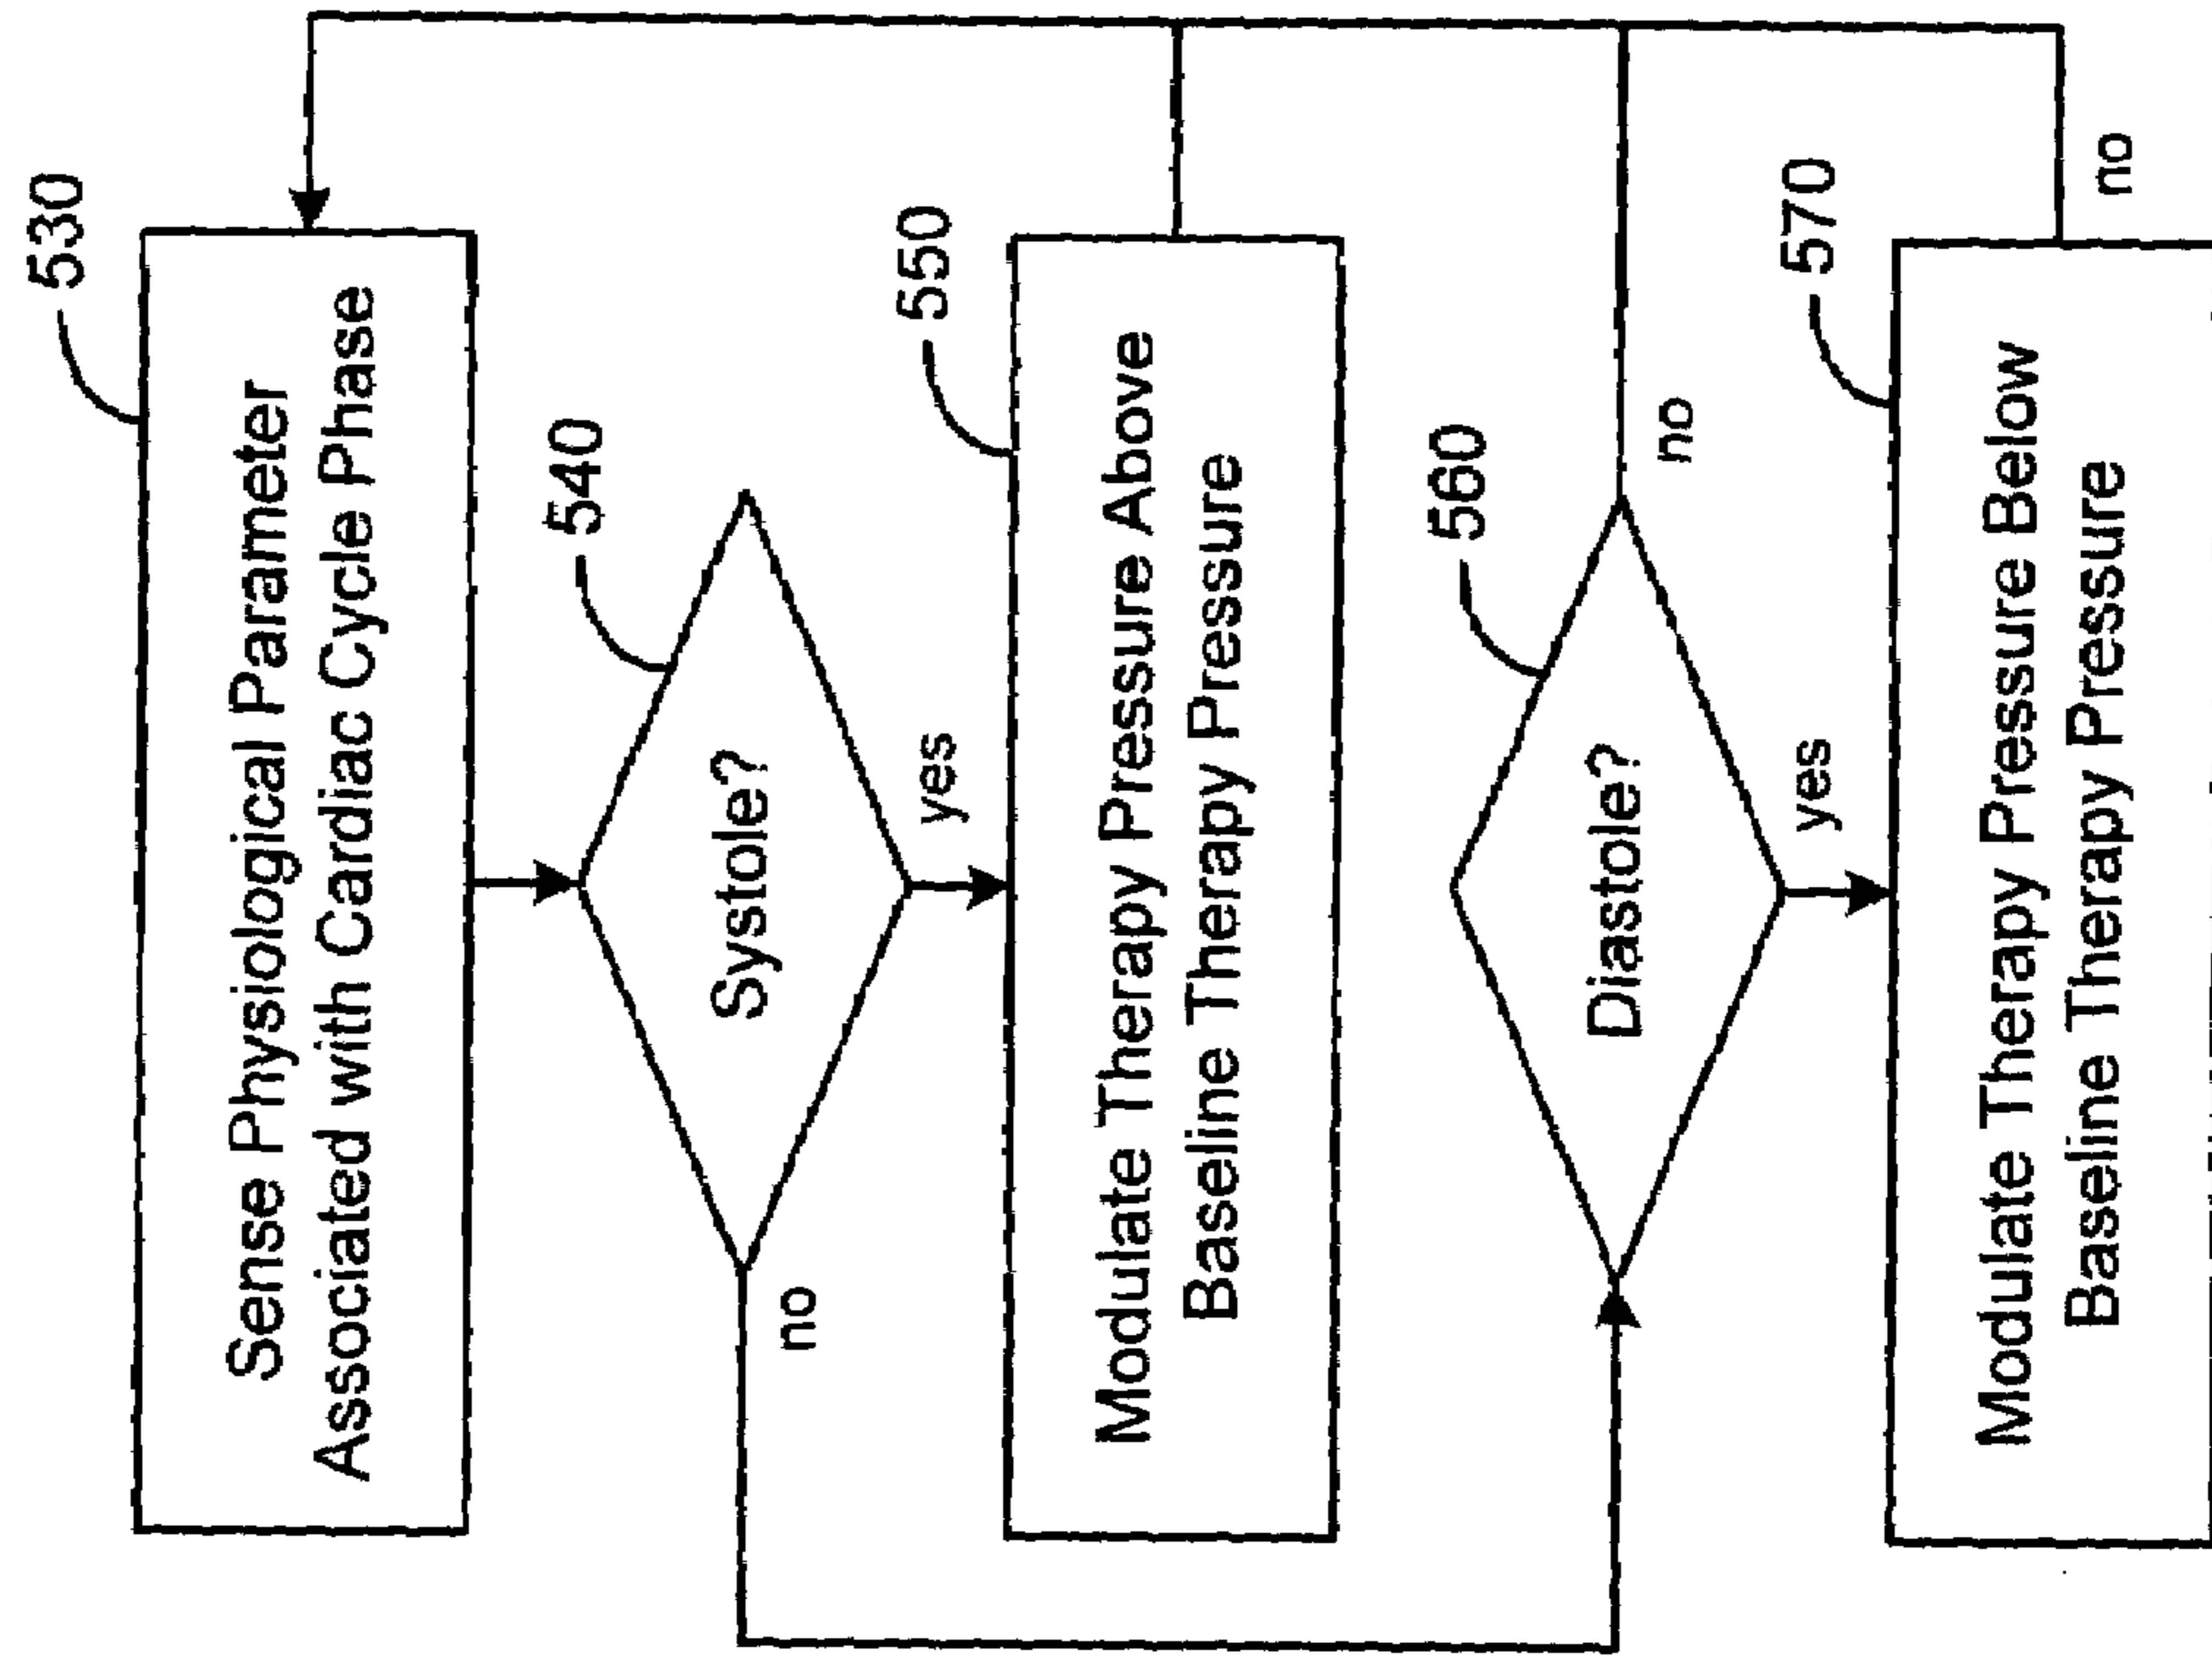 530
Sense Physiological Parameter
Associated with Cardiac Cycle Phase
540
Systole?
no
yes
550
Modulate Therapy Pressure Above
Baseline Therapy Pressure
560
Diastole?
no
yes
570
Modulate Therapy Pressure Below
Baseline Therapy Pressure
no